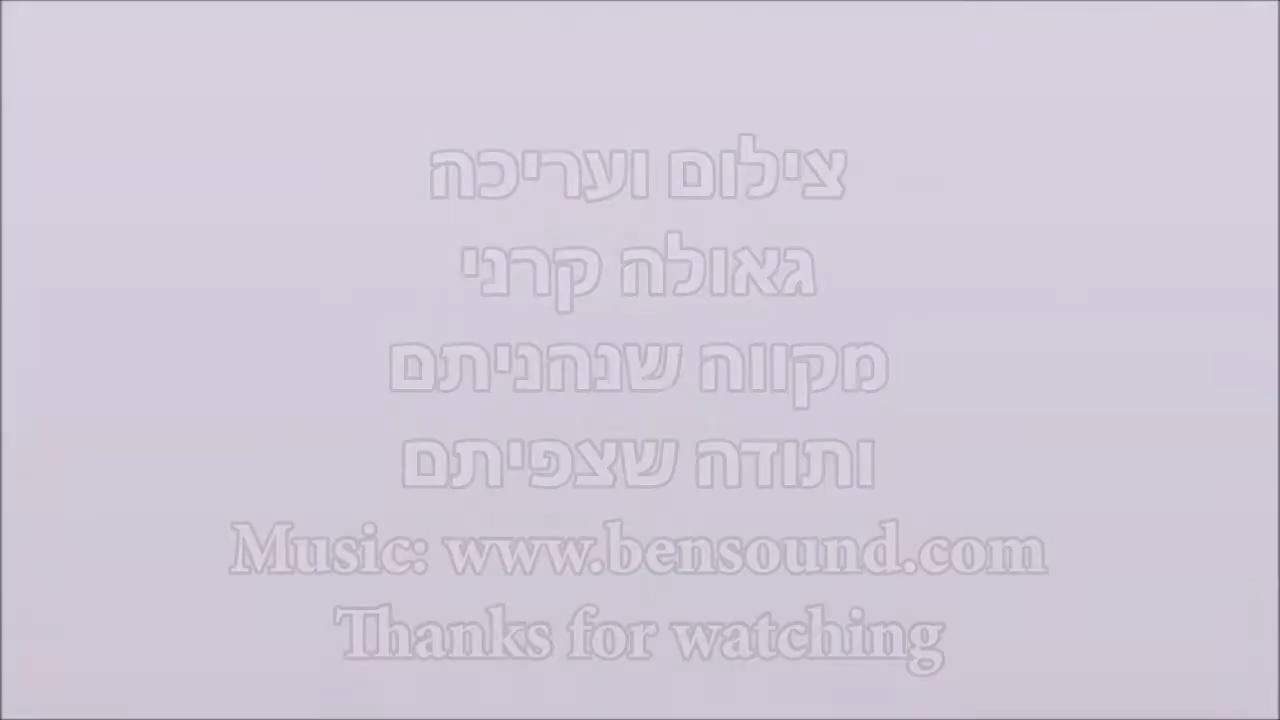 צילום ועריכה
גאולה קרני
מקווה שנהניתם
ותודה שצפיתם
Music: www.bensound.com
Thanks for watching